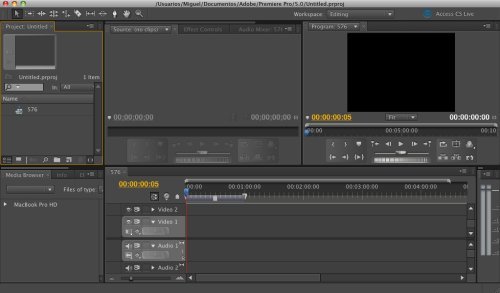 /Usuarios/Miguel/Documentos/Adobe/Premiere Pro/5.0/Untitled.prproj
Workspace: Editing
Access CS Live
Project: Untitled
Source: (no clips)
Effect Controls
Audio Mixer: 576
Program: 576
Untitled.prproj
1 Item
In: All
Name
576
00;00;00;00
00;00;00;00
00:00:00:05
Fit
00:00:00:00
00:00
00:05:00:00
00:10
Media Browser
Files of type:
MacBook Pro HD
576
00:00:00:05
00:00
00:01:00:00
00:02:00:00
00:03:00:00
00:04:00:00
Video 2
Video 1
Audio 1
Audio 2